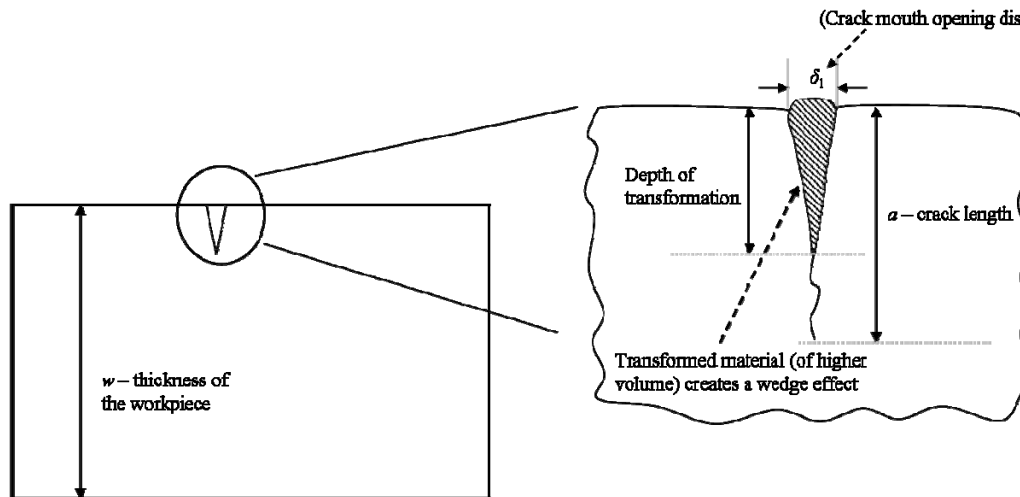 (Crack mouth opening dis
δ1
Depth of
transformation
a – crack length
Transformed material (of higher
volume) creates a wedge effect
w – thickness of
the workpiece